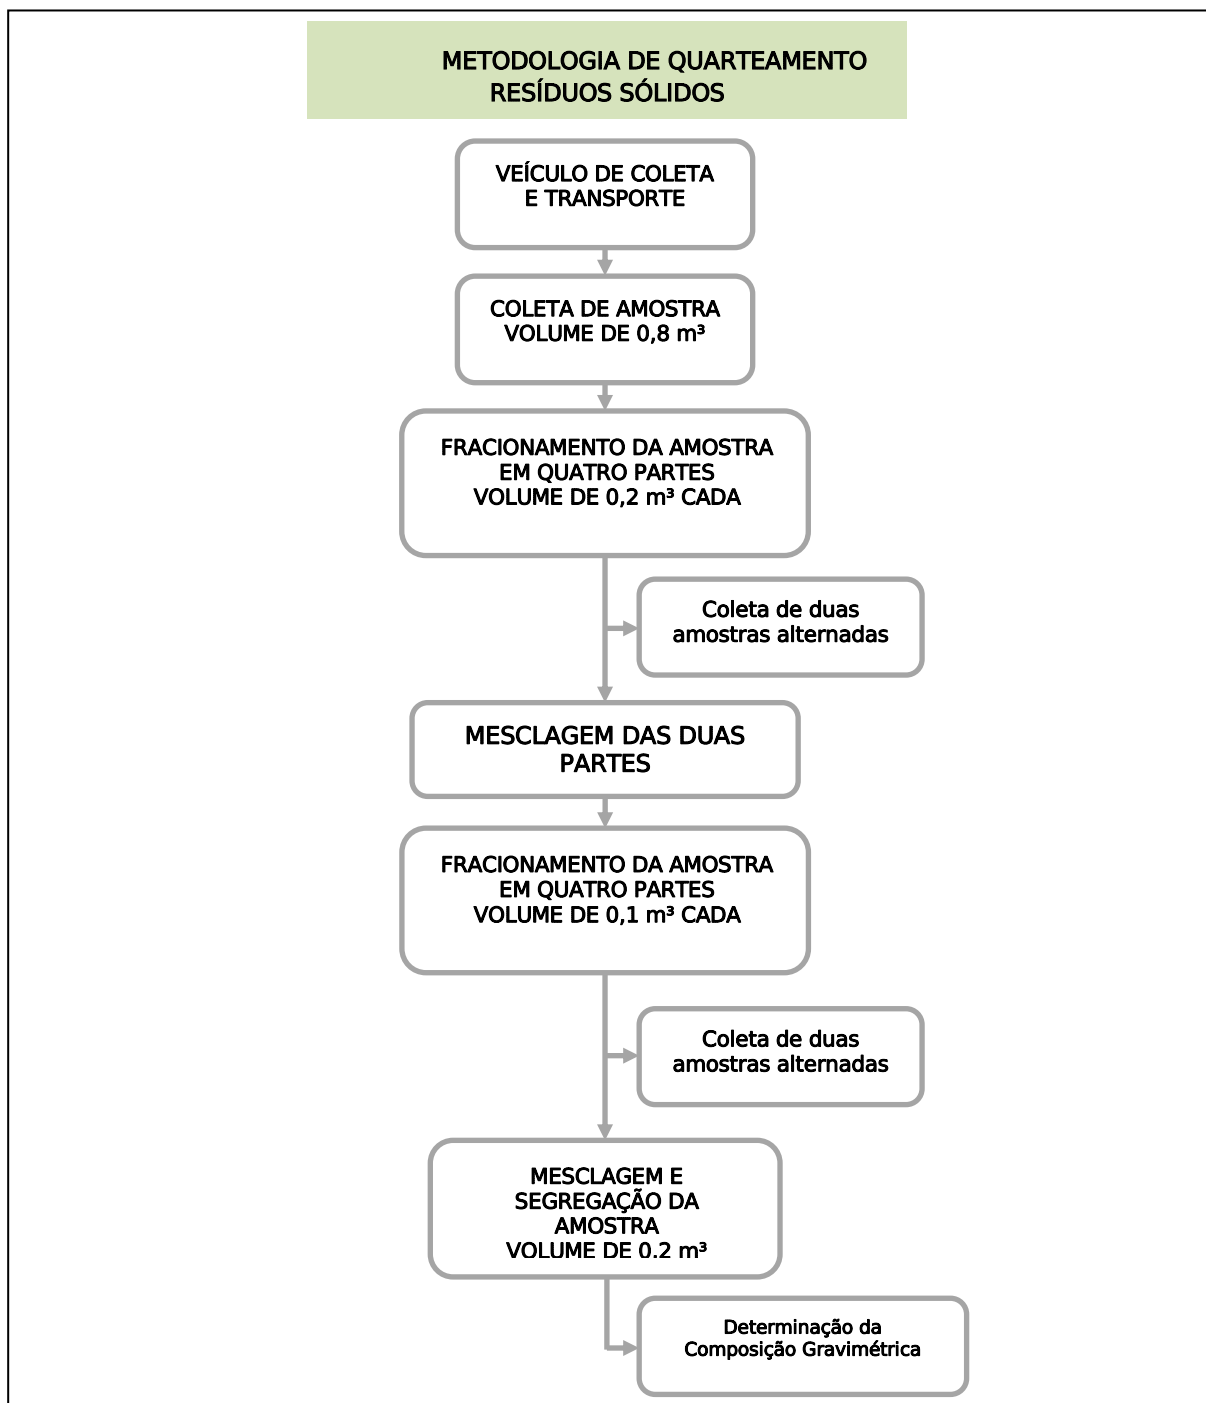 METODOLOGIA DE QUARTEAMENTO
RESÍDUOS SÓLIDOS
VEÍCULO DE COLETA
E TRANSPORTE
COLETA DE AMOSTRA
VOLUME DE 0,8 m³
FRACIONAMENTO DA AMOSTRA
EM QUATRO PARTES
VOLUME DE 0,2 m³ CADA
Coleta de duas
amostras alternadas
MESCLAGEM DAS DUAS
PARTES
FRACIONAMENTO DA AMOSTRA
EM QUATRO PARTES
VOLUME DE 0,1 m³ CADA
Coleta de duas
amostras alternadas
MESCLAGEM E
SEGREGAÇÃO DA
AMOSTRA
VOLUME DE 0,2 m³
Determinação da
Composição Gravimétrica